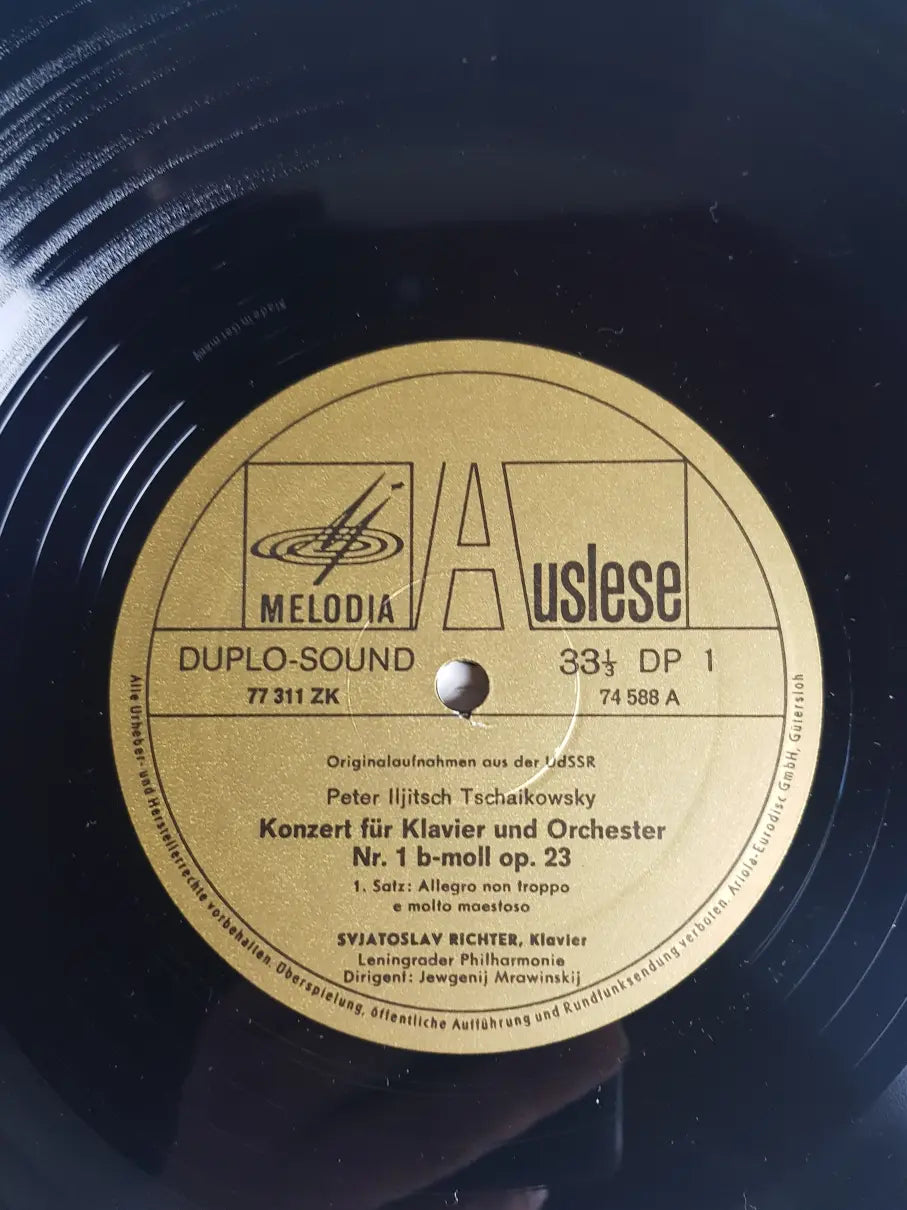 Made in Germany
MELODIA
Auslese
DUPLO-SOUND
77 311 ZK
33⅓ DP 1
74 588 A
Originalaufnahmen aus der UdSSR
Peter Iljitsch Tschaikowsky
Konzert für Klavier und Orchester
Nr. 1 b-moll op. 23
1. Satz: Allegro non troppo
e molto maestoso
SVJATOSLAV RICHTER, Klavier
Leningrader Philharmonie
Dirigent: Jewgenij Mrawinskij
Alle Urheber- und Herstellerrechte vorbehalten. Überspielung, öffentliche Aufführung und Rundfunksendung verboten. Ariola-Eurodisc GmbH, Gütersloh